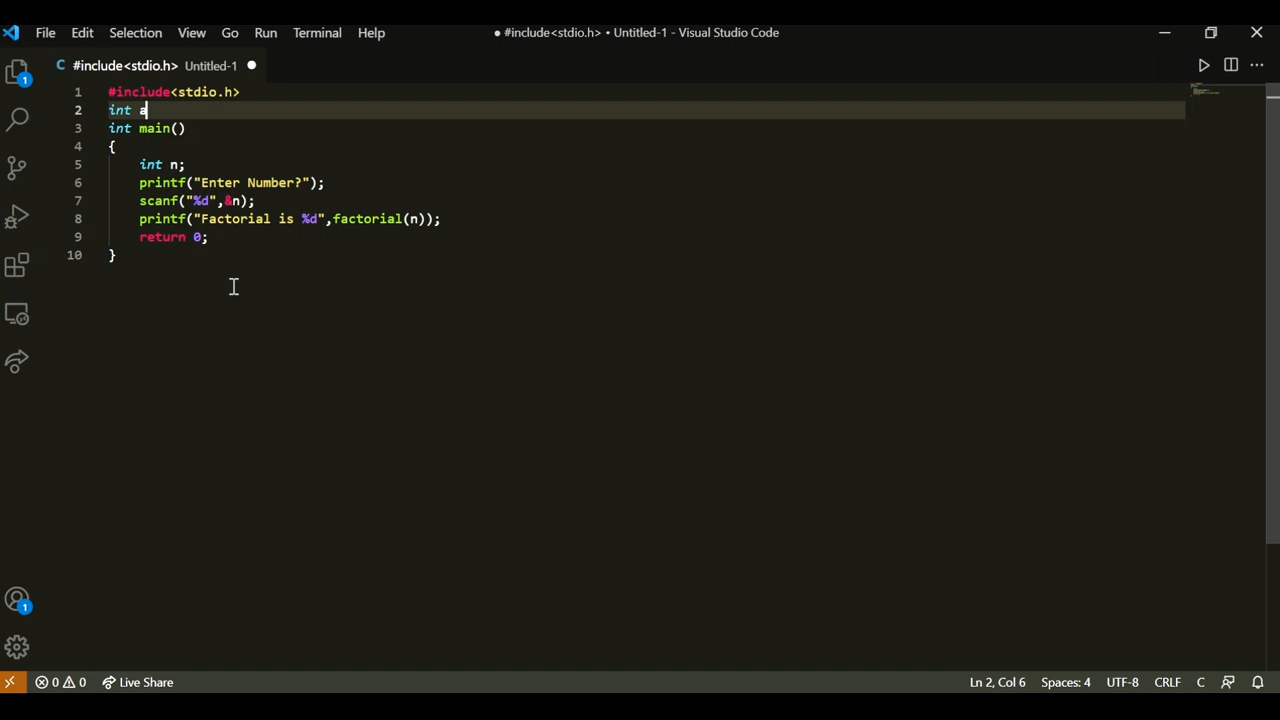 File Edit Selection View Go Run Terminal Help ● #include<stdio.h> • Untitled-1 - Visual Studio Code
1 C #include<stdio.h> Untitled-1 ●
1 #include<stdio.h>
2 int a
3 int main()
4 {
5     int n;
6     printf("Enter Number?");
7     scanf("%d",&n);
8     printf("Factorial is %d",factorial(n));
9     return 0;
10 }
1
0 0 Live Share Ln 2, Col 6 Spaces: 4 UTF-8 CRLF C